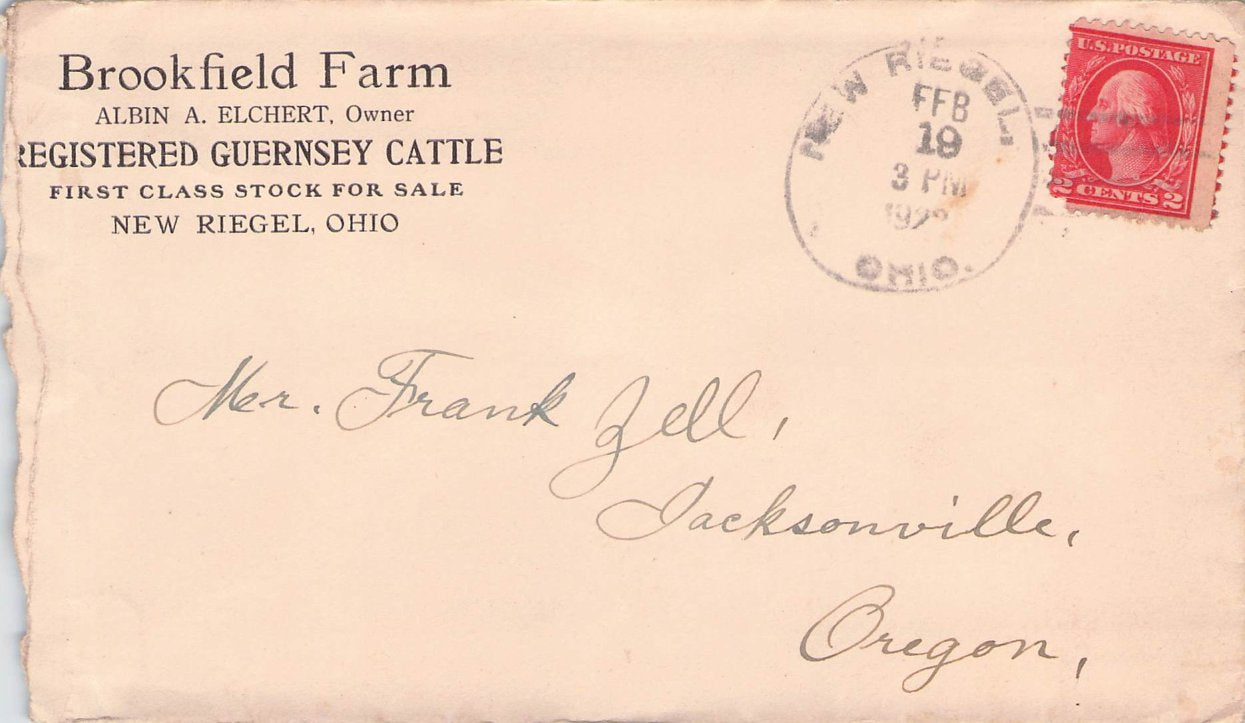 Brookfield Farm
ALBIN A. ELCHERT, Owner
REGISTERED GUERNSEY CATTLE
FIRST CLASS STOCK FOR SALE
NEW RIEGEL, OHIO
NEW RIEGEL
FEB
19
3 PM
OHIO.
U.S.POSTAGE
2 CENTS 2
Mr. Frank Zell,
Jacksonville,
Oregon,